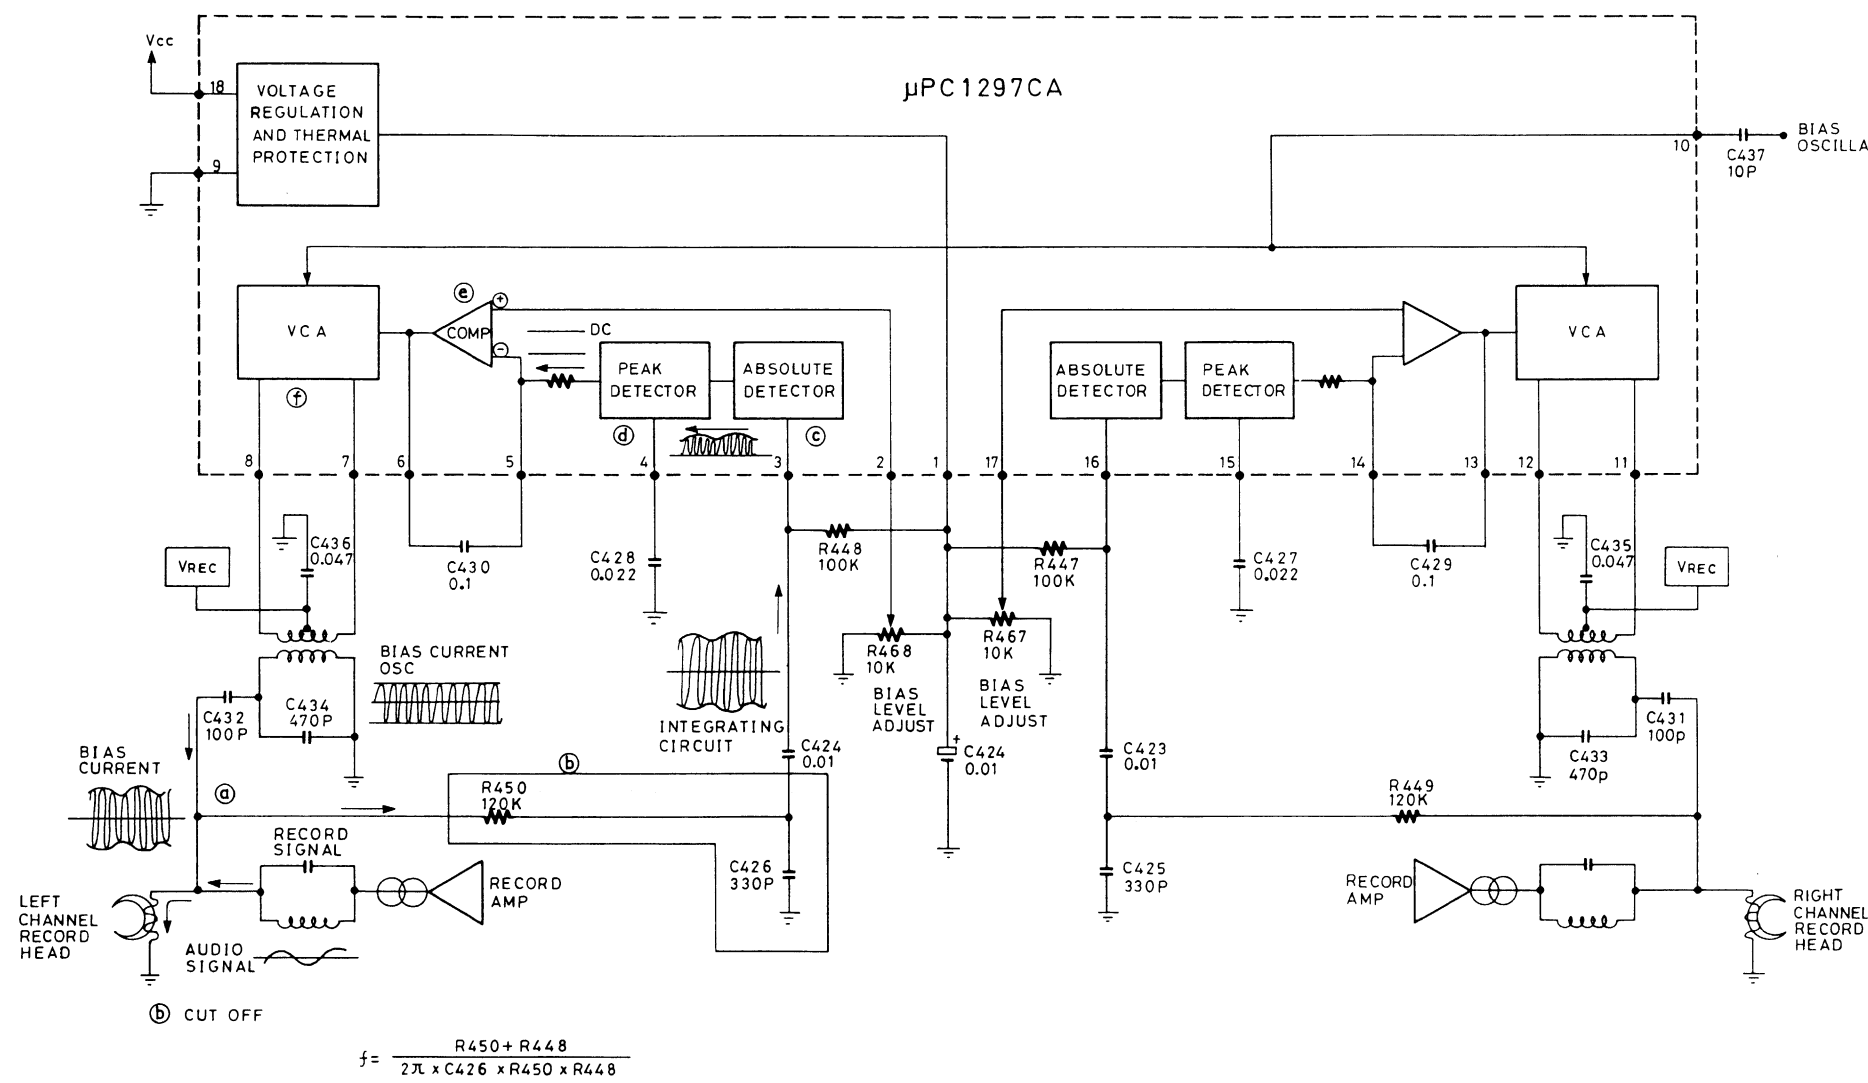 µPC1297CA
Vcc
18
VOLTAGE
REGULATION
AND THERMAL
PROTECTION
9
10
C437
10P
BIAS
OSCILLA
VCA
ⓕ
ⓔ
COMP
+
−
DC
PEAK
DETECTOR
ABSOLUTE
DETECTOR
ⓓ
ⓒ
ABSOLUTE
DETECTOR
PEAK
DETECTOR
VCA
8
7
6
5
4
3
2
1
17
16
15
14
13
12
11
VREC
C436
0.047
C430
0.1
C428
0.022
R448
100K
R447
100K
C427
0.022
C429
0.1
C435
0.047
VREC
R468
10K
BIAS
LEVEL
ADJUST
R467
10K
BIAS
LEVEL
ADJUST
C432
100P
C434
470P
BIAS CURRENT
OSC
INTEGRATING
CIRCUIT
C424
0.01
+
C424
0.01
C423
0.01
C431
100p
C433
470p
BIAS
CURRENT
ⓐ
ⓑ
R450
120K
R449
120K
RECORD
SIGNAL
C426
330P
C425
330P
RECORD
AMP
RECORD
AMP
LEFT
CHANNEL
RECORD
HEAD
AUDIO
SIGNAL
RIGHT
CHANNEL
RECORD
HEAD
ⓑ CUT OFF
f= R450+ R448
2π x C426 x R450 x R448